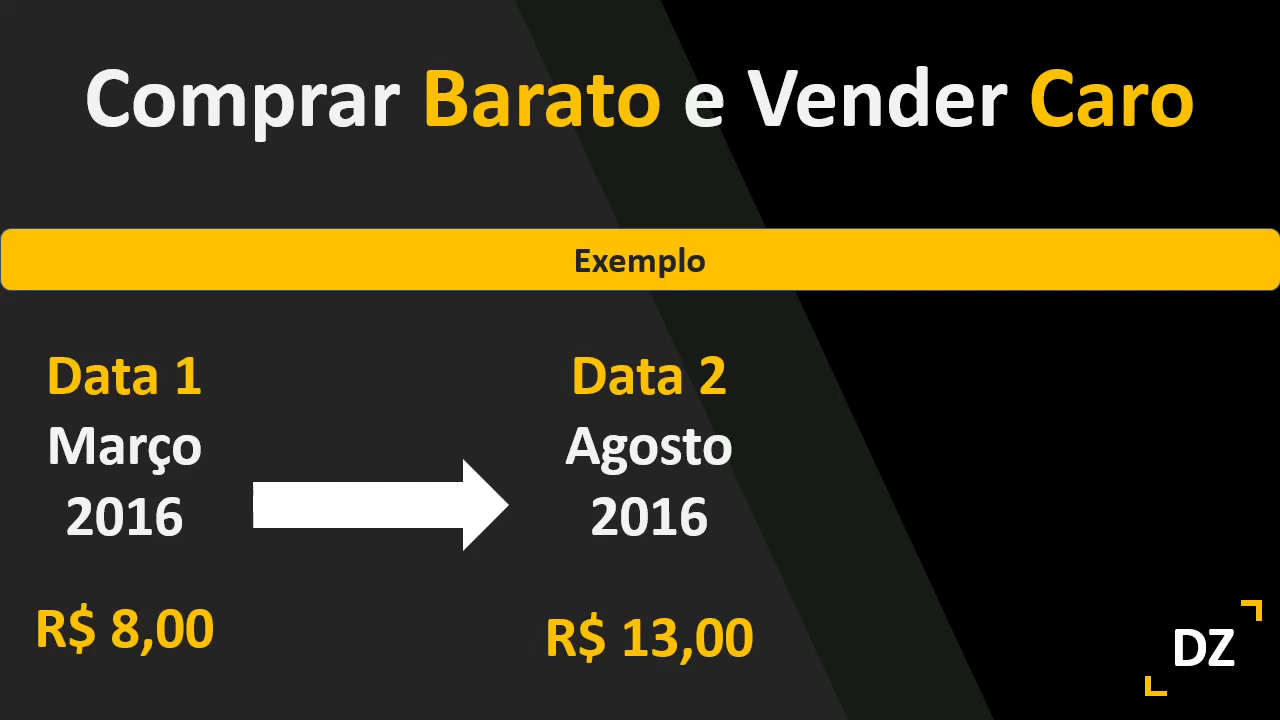 Comprar Barato e Vender Caro
Exemplo
Data 1
Março
2016
R$ 8,00
Data 2
Agosto
2016
R$ 13,00
DZ